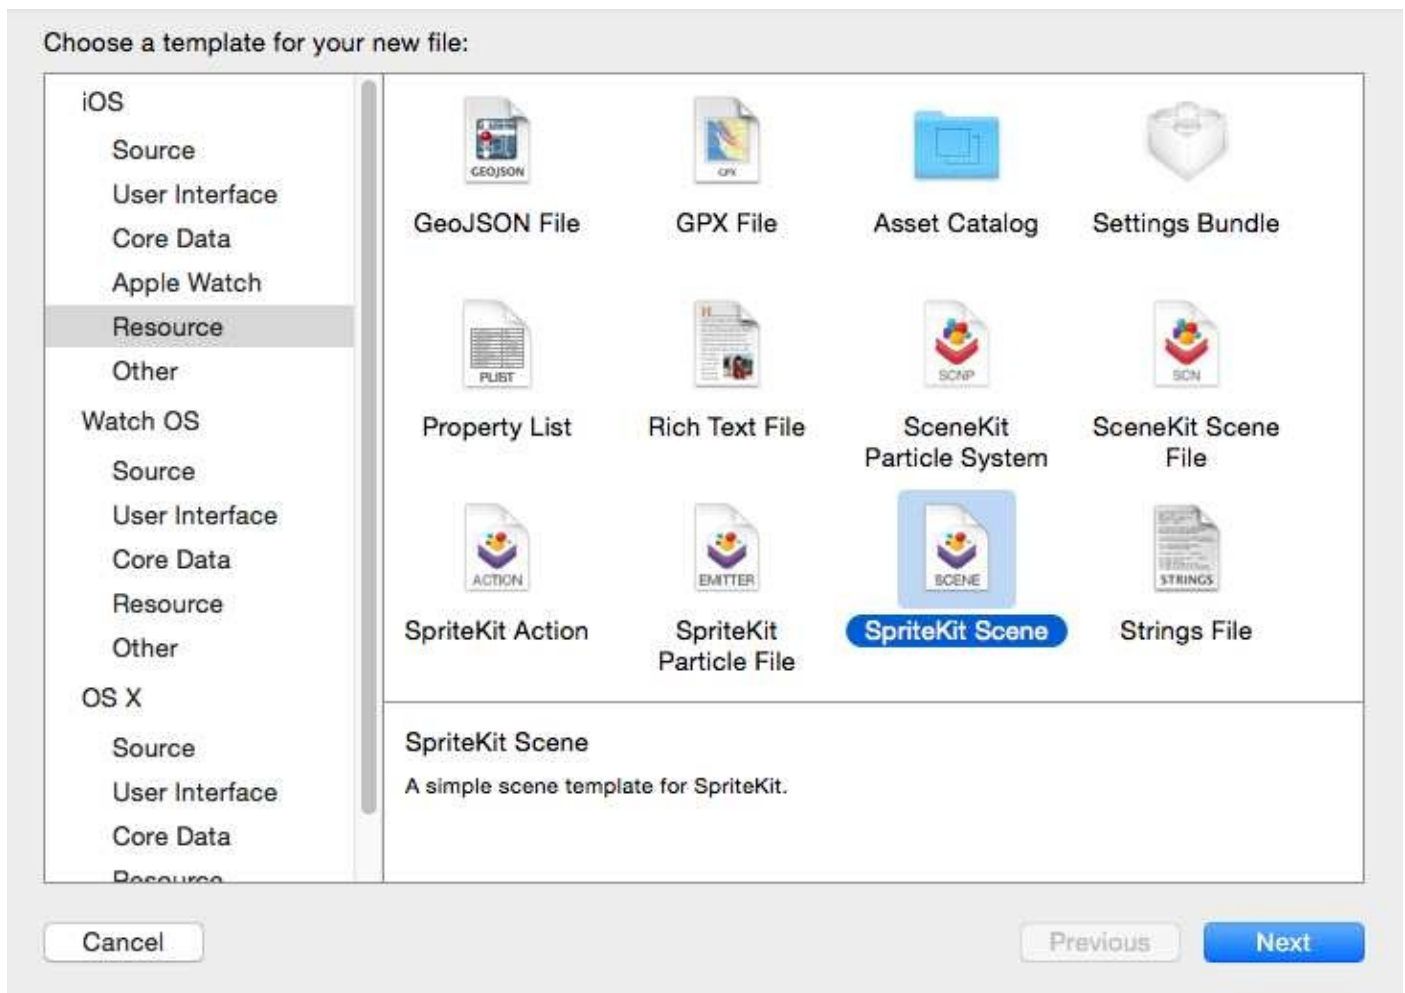 Choose a template for your new file:
iOS
Source
User Interface
Core Data
Apple Watch
Resource
Other
Watch OS
Source
User Interface
Core Data
Resource
Other
OS X
Source
User Interface
Core Data
Resource
GEOJSON
GPX
GeoJSON File
GPX File
Asset Catalog
Settings Bundle
PLIST
SCNP
SCN
Property List
Rich Text File
SceneKit
Particle System
SceneKit Scene
File
ACTION
EMITTER
SCENE
STRINGS
SpriteKit Action
SpriteKit
Particle File
SpriteKit Scene
Strings File
SpriteKit Scene
A simple scene template for SpriteKit.
Cancel
Previous
Next